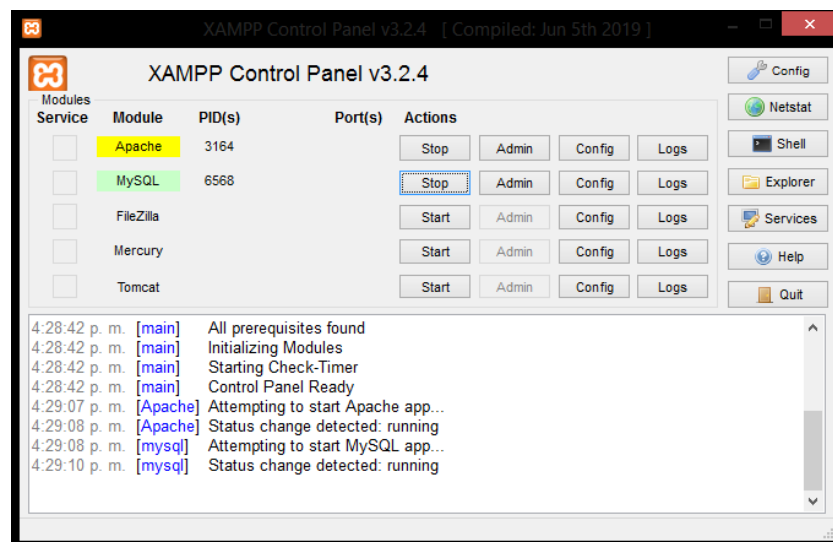 XAMPP Control Panel v3.2.4 [ Compiled: Jun 5th 2019 ]
XAMPP Control Panel v3.2.4
Config
Modules
Service Module PID(s) Port(s) Actions
Netstat
Apache 3164 Stop Admin Config Logs
Shell
MySQL 6568 Stop Admin Config Logs
Explorer
FileZilla Start Admin Config Logs
Services
Mercury Start Admin Config Logs
Help
Tomcat Start Admin Config Logs
Quit
4:28:42 p. m. [main] All prerequisites found
4:28:42 p. m. [main] Initializing Modules
4:28:42 p. m. [main] Starting Check-Timer
4:28:42 p. m. [main] Control Panel Ready
4:29:07 p. m. [Apache] Attempting to start Apache app...
4:29:08 p. m. [Apache] Status change detected: running
4:29:08 p. m. [mysql] Attempting to start MySQL app...
4:29:10 p. m. [mysql] Status change detected: running